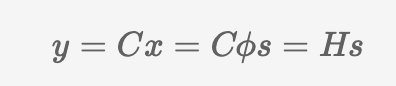 y = Cx = Cϕs = Hs